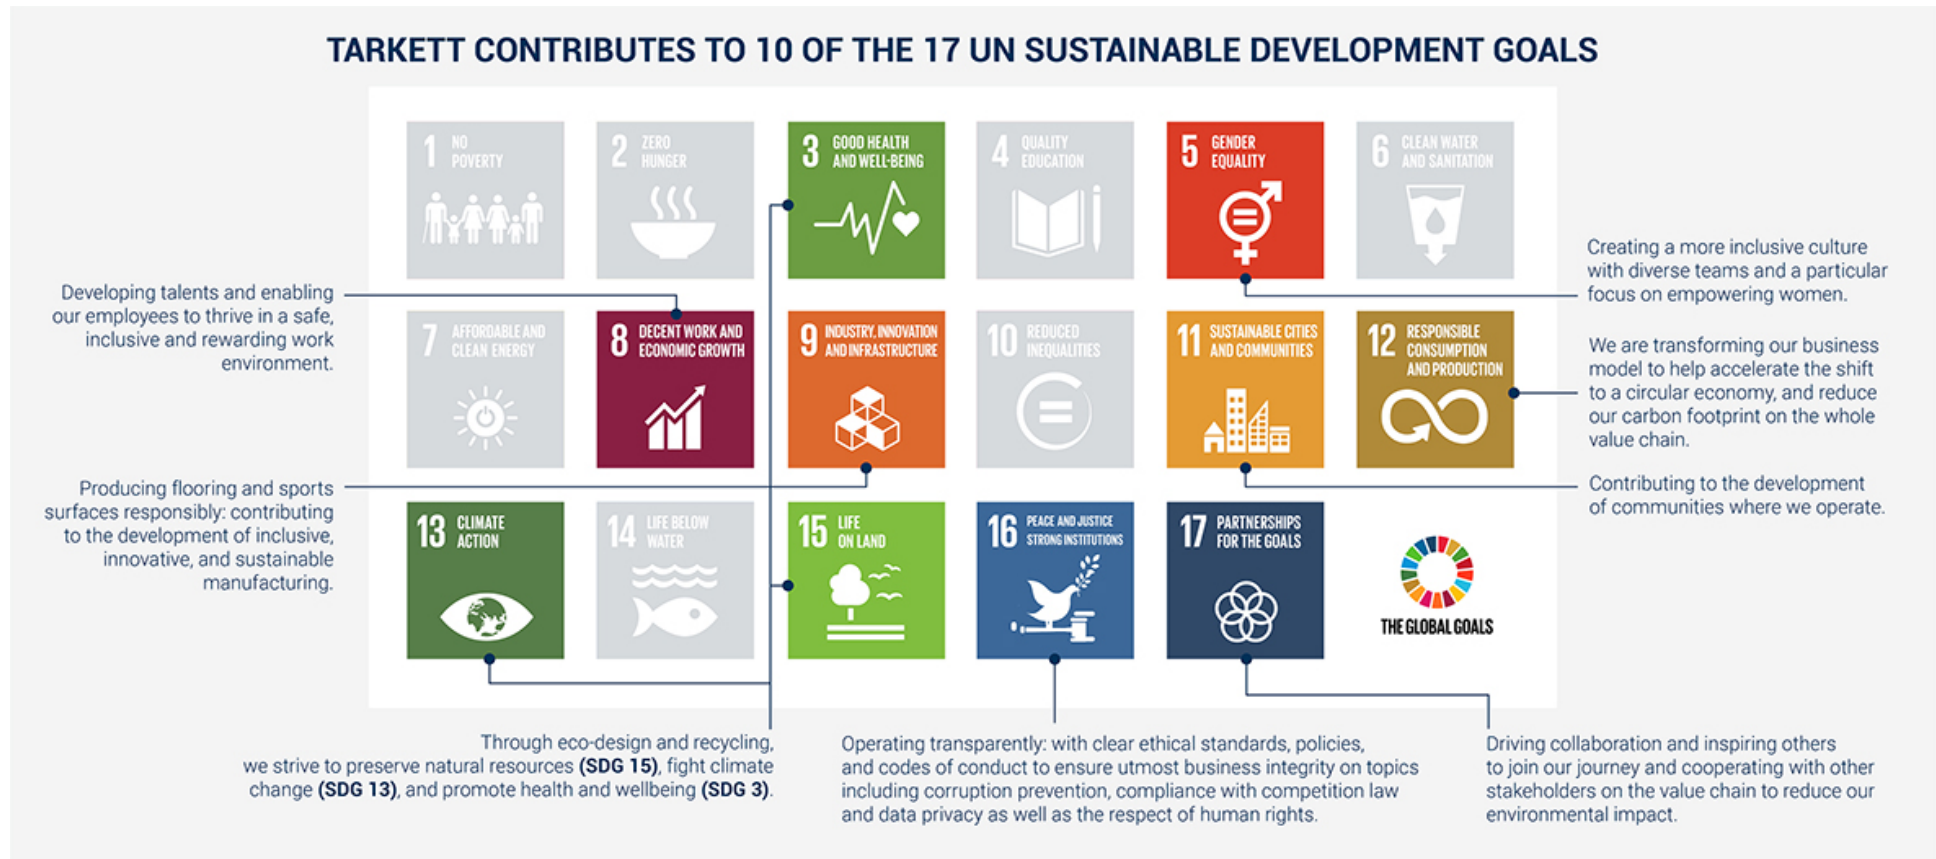 TARKETT CONTRIBUTES TO 10 OF THE 17 UN SUSTAINABLE DEVELOPMENT GOALS
1 NO
POVERTY
2 ZERO
HUNGER
3 GOOD HEALTH
AND WELL-BEING
4 QUALITY
EDUCATION
5 GENDER
EQUALITY
6 CLEAN WATER
AND SANITATION
Creating a more inclusive culture
with diverse teams and a particular
focus on empowering women.
Developing talents and enabling
our employees to thrive in a safe,
inclusive and rewarding work
environment.
7 AFFORDABLE AND
CLEAN ENERGY
8 DECENT WORK AND
ECONOMIC GROWTH
9 INDUSTRY, INNOVATION
AND INFRASTRUCTURE
10 REDUCED
INEQUALITIES
11 SUSTAINABLE CITIES
AND COMMUNITIES
12 RESPONSIBLE
CONSUMPTION
AND PRODUCTION
We are transforming our business
model to help accelerate the shift
to a circular economy, and reduce
our carbon footprint on the whole
value chain.
Producing flooring and sports
surfaces responsibly: contributing
to the development of inclusive,
innovative, and sustainable
manufacturing.
Contributing to the development
of communities where we operate.
13 CLIMATE
ACTION
14 LIFE BELOW
WATER
15 LIFE
ON LAND
16 PEACE AND JUSTICE
STRONG INSTITUTIONS
17 PARTNERSHIPS
FOR THE GOALS
THE GLOBAL GOALS
Through eco-design and recycling,
we strive to preserve natural resources (SDG 15), fight climate
change (SDG 13), and promote health and wellbeing (SDG 3).
Operating transparently: with clear ethical standards, policies,
and codes of conduct to ensure utmost business integrity on topics
including corruption prevention, compliance with competition law
and data privacy as well as the respect of human rights.
Driving collaboration and inspiring others
to join our journey and cooperating with other
stakeholders on the value chain to reduce our
environmental impact.